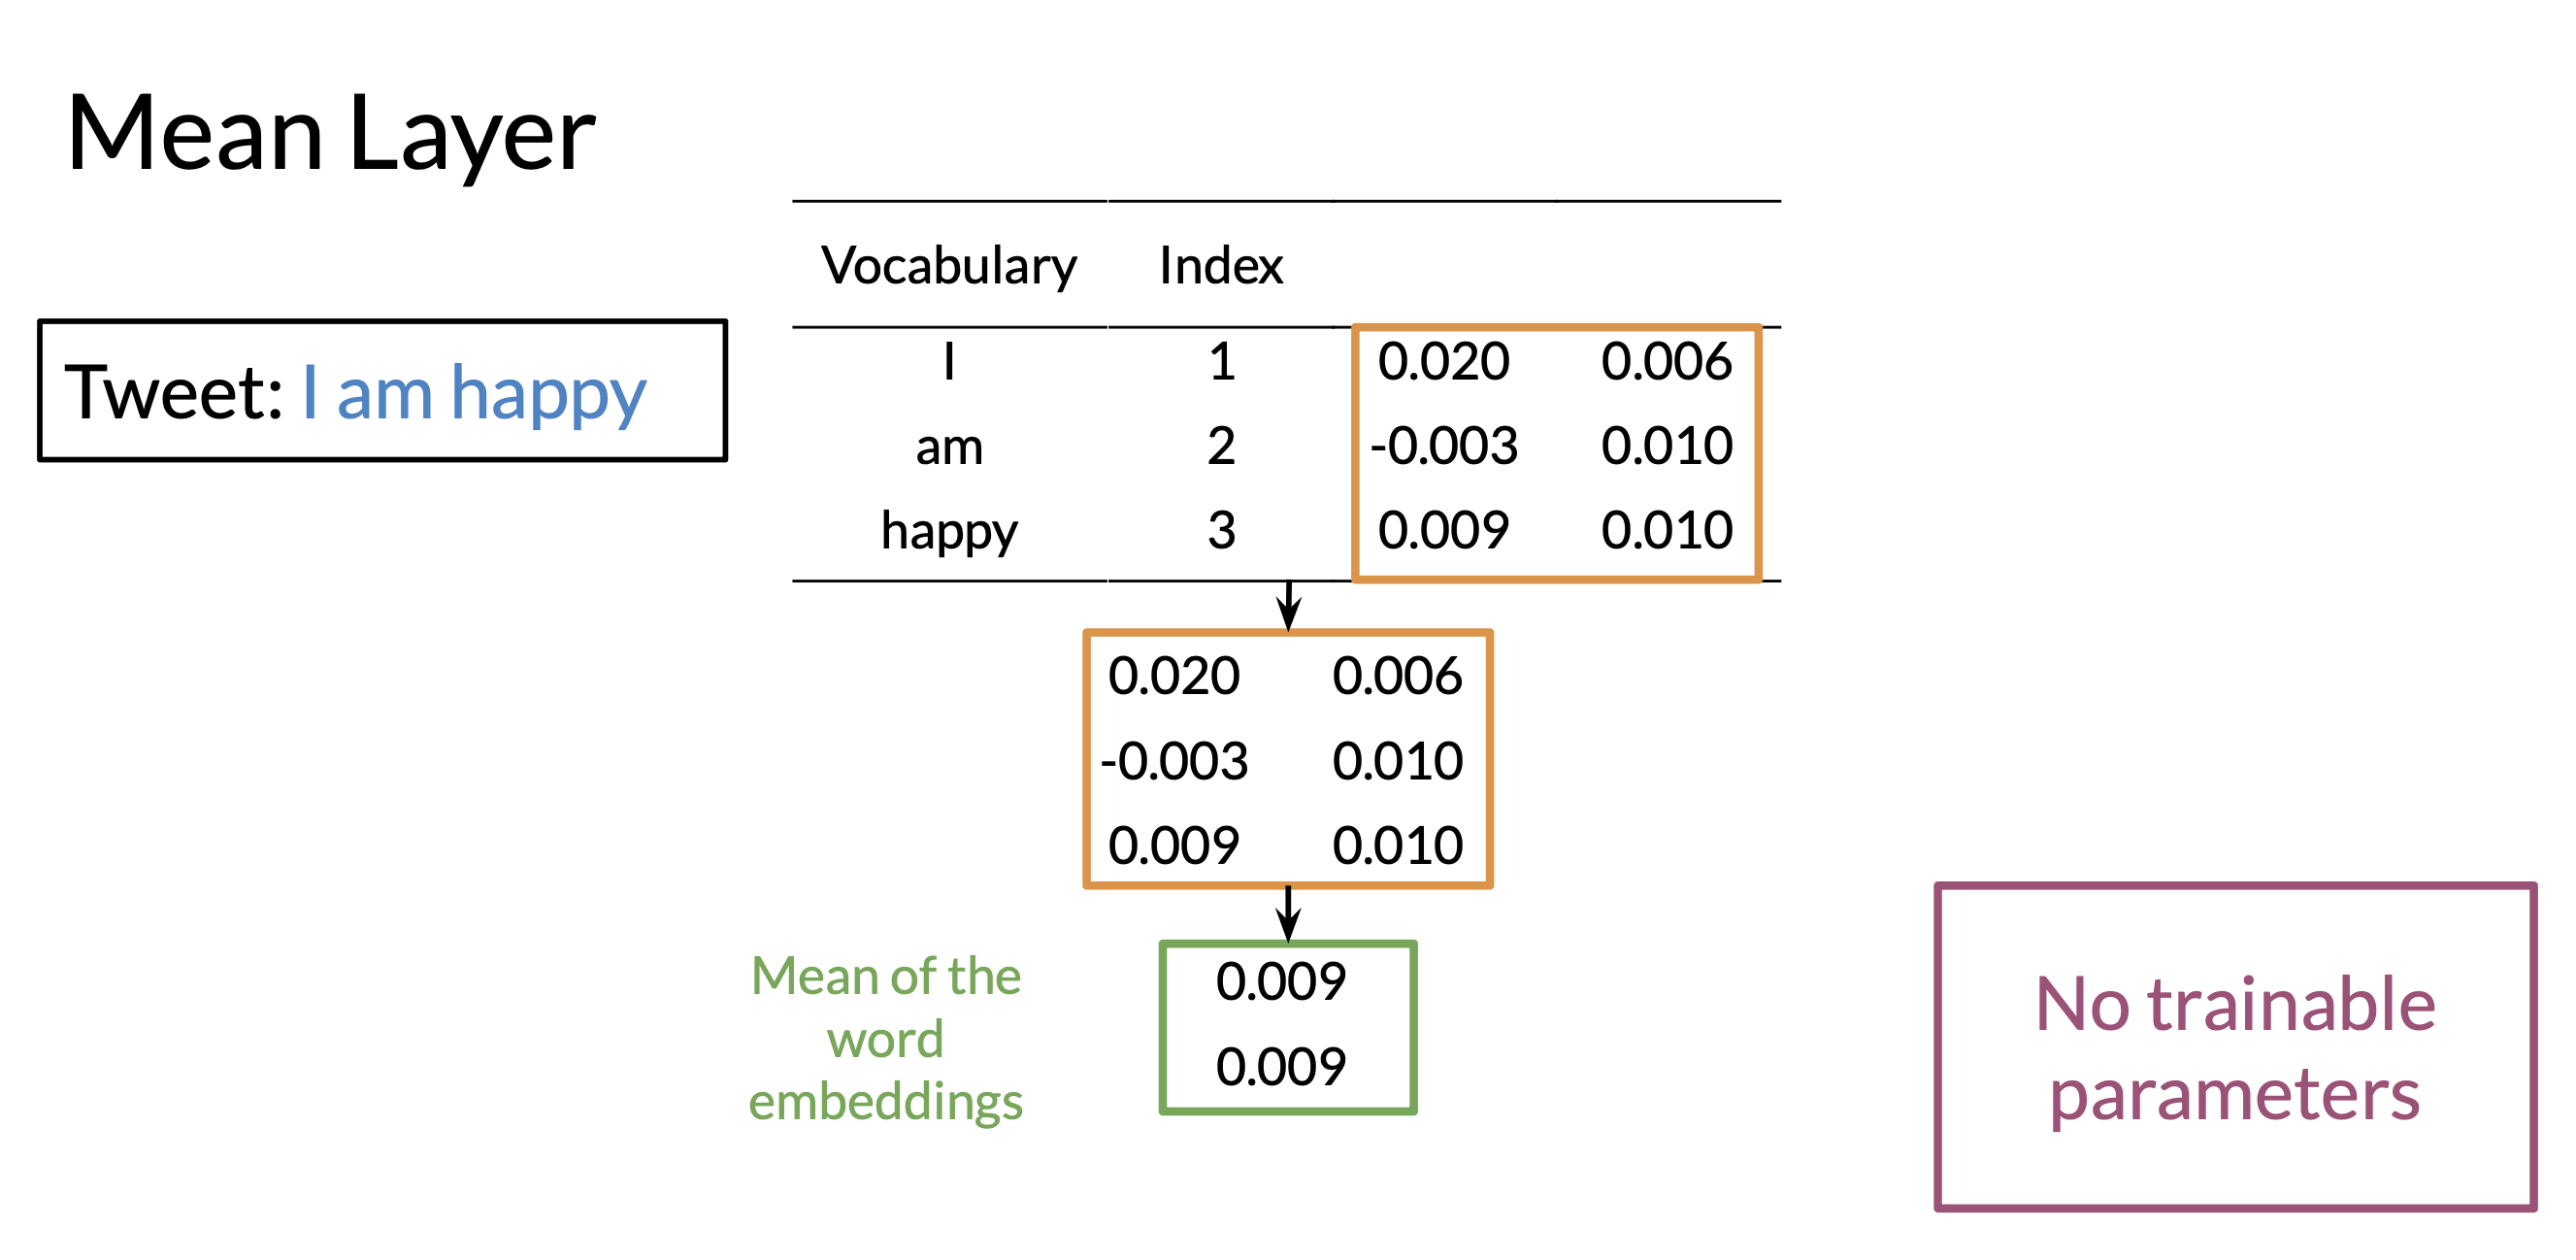 Mean Layer
Vocabulary Index
Tweet: I am happy
I 1 0.020 0.006
am 2 -0.003 0.010
happy 3 0.009 0.010
0.020 0.006
-0.003 0.010
0.009 0.010
Mean of the
word
embeddings
0.009
0.009
No trainable
parameters